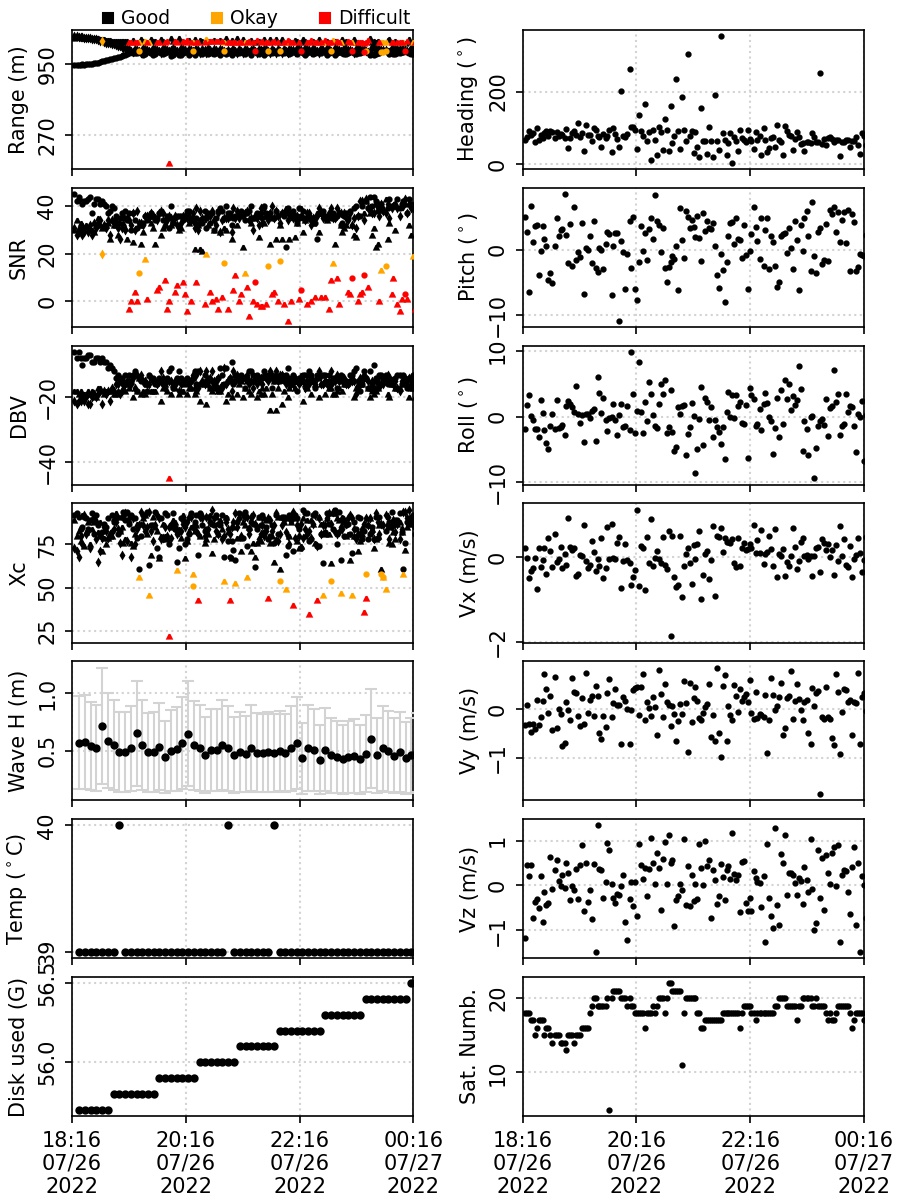 Good Okay Difficult
Range (m)
950
270
Heading (°)
200
0
SNR
40
20
0
Pitch (°)
0
−10
DBV
−20
−40
Roll (°)
10
0
−10
Xc
75
50
25
Vx (m/s)
0
−2
Wave H (m)
1.0
0.5
Vy (m/s)
0
−1
Temp (°C)
40
39
Vz (m/s)
1
0
−1
Disk used (G)
56.5
56.0
Sat. Numb.
20
10
18:16 20:16 22:16 00:16
07/26 07/26 07/26 07/27
2022 2022 2022 2022
18:16 20:16 22:16 00:16
07/26 07/26 07/26 07/27
2022 2022 2022 2022